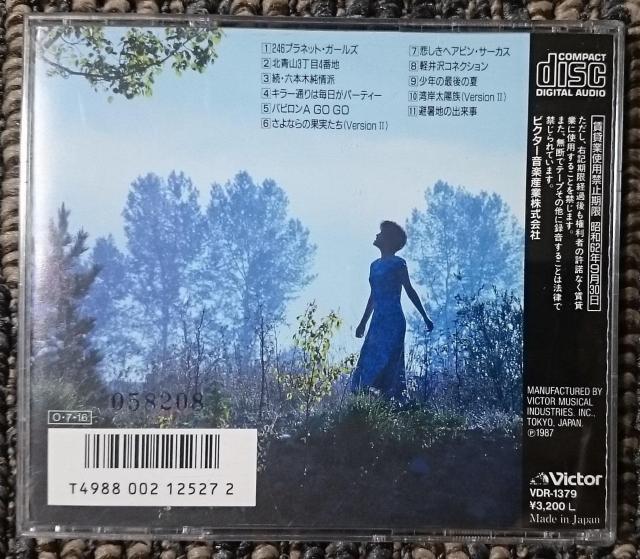 1 246プラネット・ガールズ
2 北青山3丁目4番地
3 続・六本木純情派
4 キラー通りは毎日がパーティー
5 バビロンA GO GO
6 さよならの果実たち(Version II)
7 悲しきヘアピン・サーカス
8 軽井沢コネクション
9 少年の最後の夏
10 湾岸太陽族(Version II)
11 避暑地の出来事
COMPACT
disc
DIGITAL AUDIO
賃貸業使用禁止期限 昭和62年9月30日
ただし、右記期限経過後も権利者の許諾なく賃貸
業に使用することを禁じます。
また、無断でテープその他に録音することは法律で
禁じられています。
ビクター音楽産業株式会社
MANUFACTURED BY
VICTOR MUSICAL
INDUSTRIES. INC.,
TOKYO, JAPAN.
℗1987
Victor
VDR-1379
¥3,200 L
Made in Japan
058208
O・7・16
T4988 002 12527 2